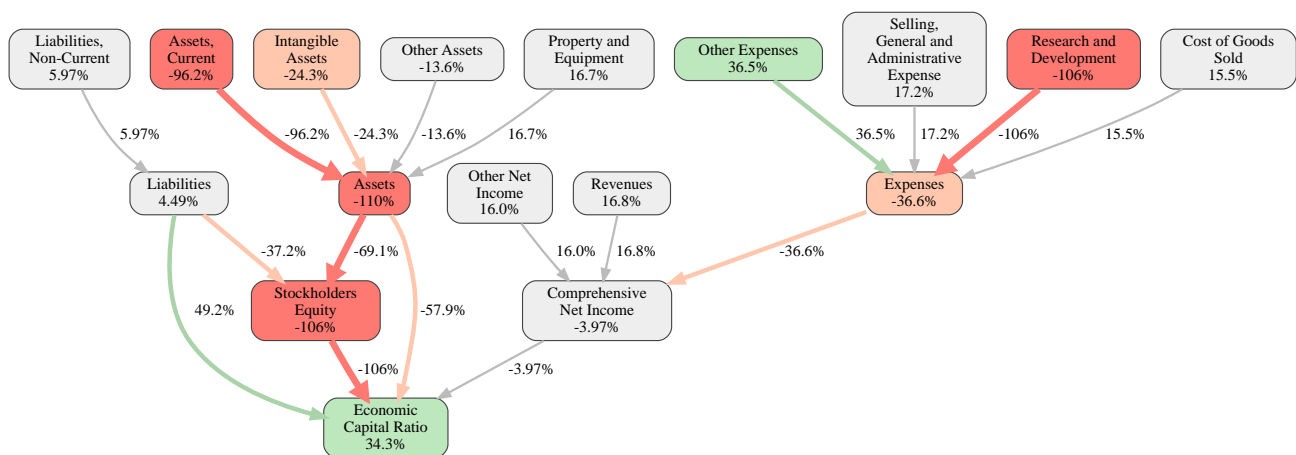 Liabilities,
Non-Current
5.97%
Assets,
Current
-96.2%
Intangible
Assets
-24.3%
Other Assets
-13.6%
Property and
Equipment
16.7%
Other Expenses
36.5%
Selling,
General and
Administrative
Expense
17.2%
Research and
Development
-106%
Cost of Goods
Sold
15.5%
5.97%
-96.2%
-24.3%
-13.6%
16.7%
36.5%
17.2%
-106%
15.5%
Liabilities
4.49%
Assets
-110%
Other Net
Income
16.0%
Revenues
16.8%
Expenses
-36.6%
-37.2%
-69.1%
16.0%
16.8%
-36.6%
49.2%
Stockholders
Equity
-106%
-57.9%
Comprehensive
Net Income
-3.97%
-106%
-3.97%
Economic
Capital Ratio
34.3%